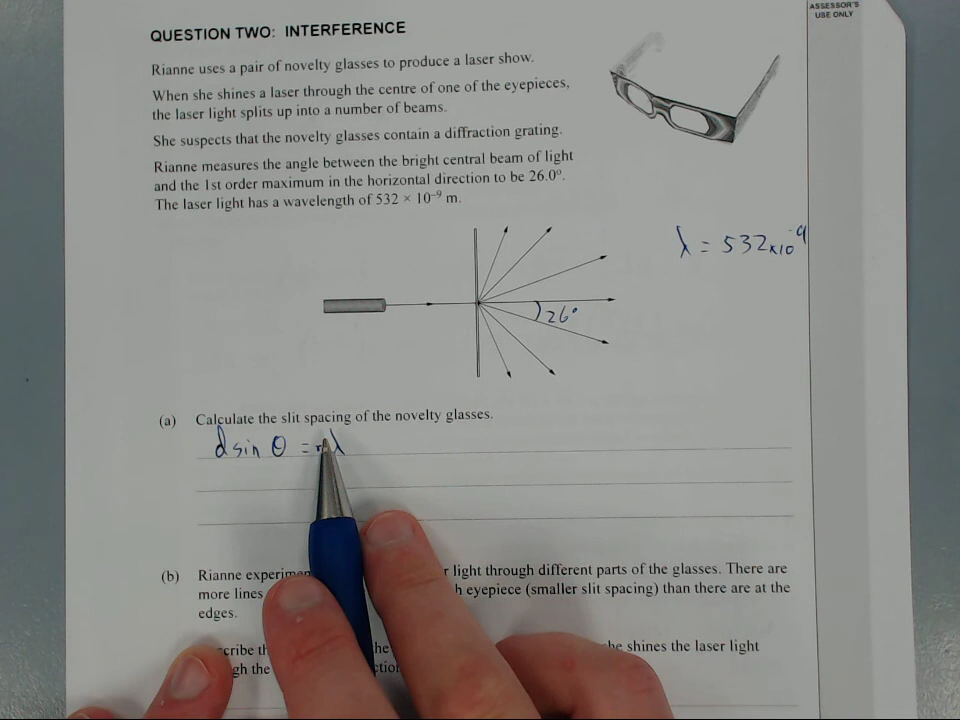 ASSESSOR'S
USE ONLY
QUESTION TWO: INTERFERENCE
Rianne uses a pair of novelty glasses to produce a laser show.
When she shines a laser through the centre of one of the eyepieces,
the laser light splits up into a number of beams.
She suspects that the novelty glasses contain a diffraction grating.
Rianne measures the angle between the bright central beam of light
and the 1st order maximum in the horizontal direction to be 26.0°.
The laser light has a wavelength of 532 × 10⁻⁹ m.
λ = 532x10⁻⁹
26°
(a) Calculate the slit spacing of the novelty glasses.
d sin θ = nλ
(b) Rianne light through different parts of the glasses. There are
more lines eyepiece (smaller slit spacing) than there are at the
edges.
shines the laser light
the